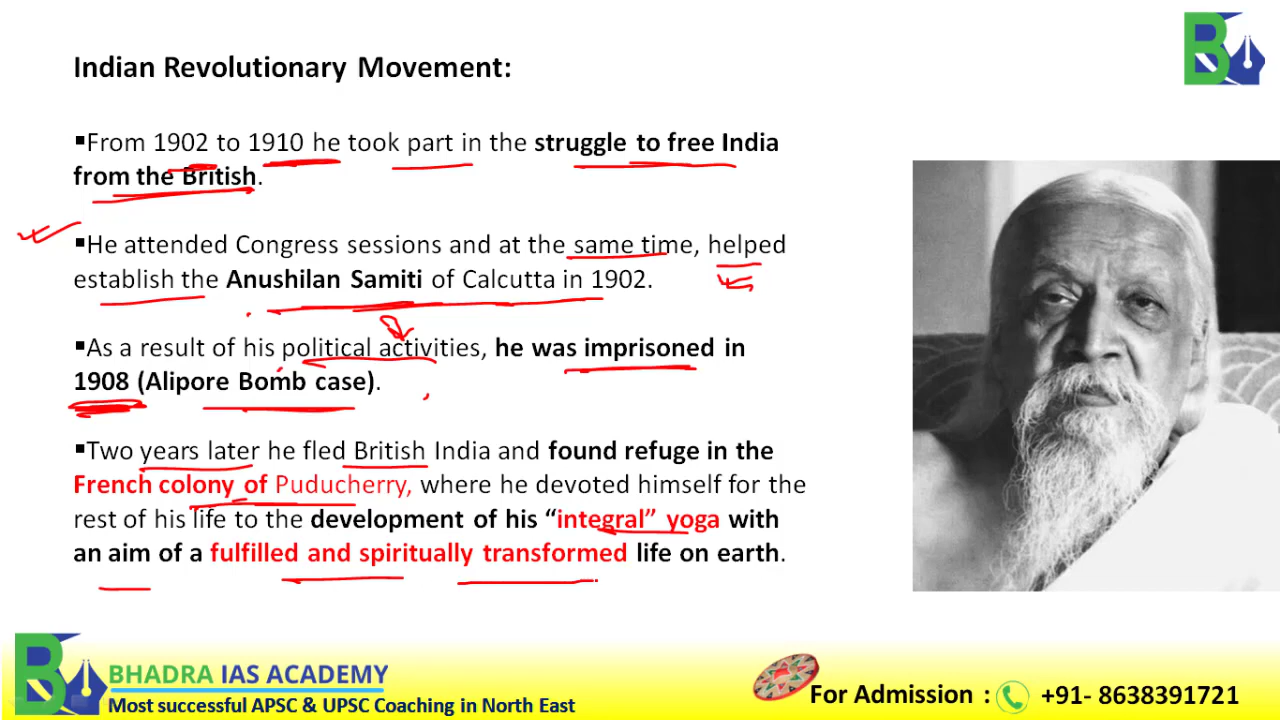 Indian Revolutionary Movement:
▪From 1902 to 1910 he took part in the struggle to free India
from the British.
▪He attended Congress sessions and at the same time, helped
establish the Anushilan Samiti of Calcutta in 1902.
▪As a result of his political activities, he was imprisoned in
1908 (Alipore Bomb case).
▪Two years later he fled British India and found refuge in the
French colony of Puducherry, where he devoted himself for the
rest of his life to the development of his “integral” yoga with
an aim of a fulfilled and spiritually transformed life on earth.
BHADRA IAS ACADEMY
Most successful APSC & UPSC Coaching in North East
For Admission : +91- 8638391721